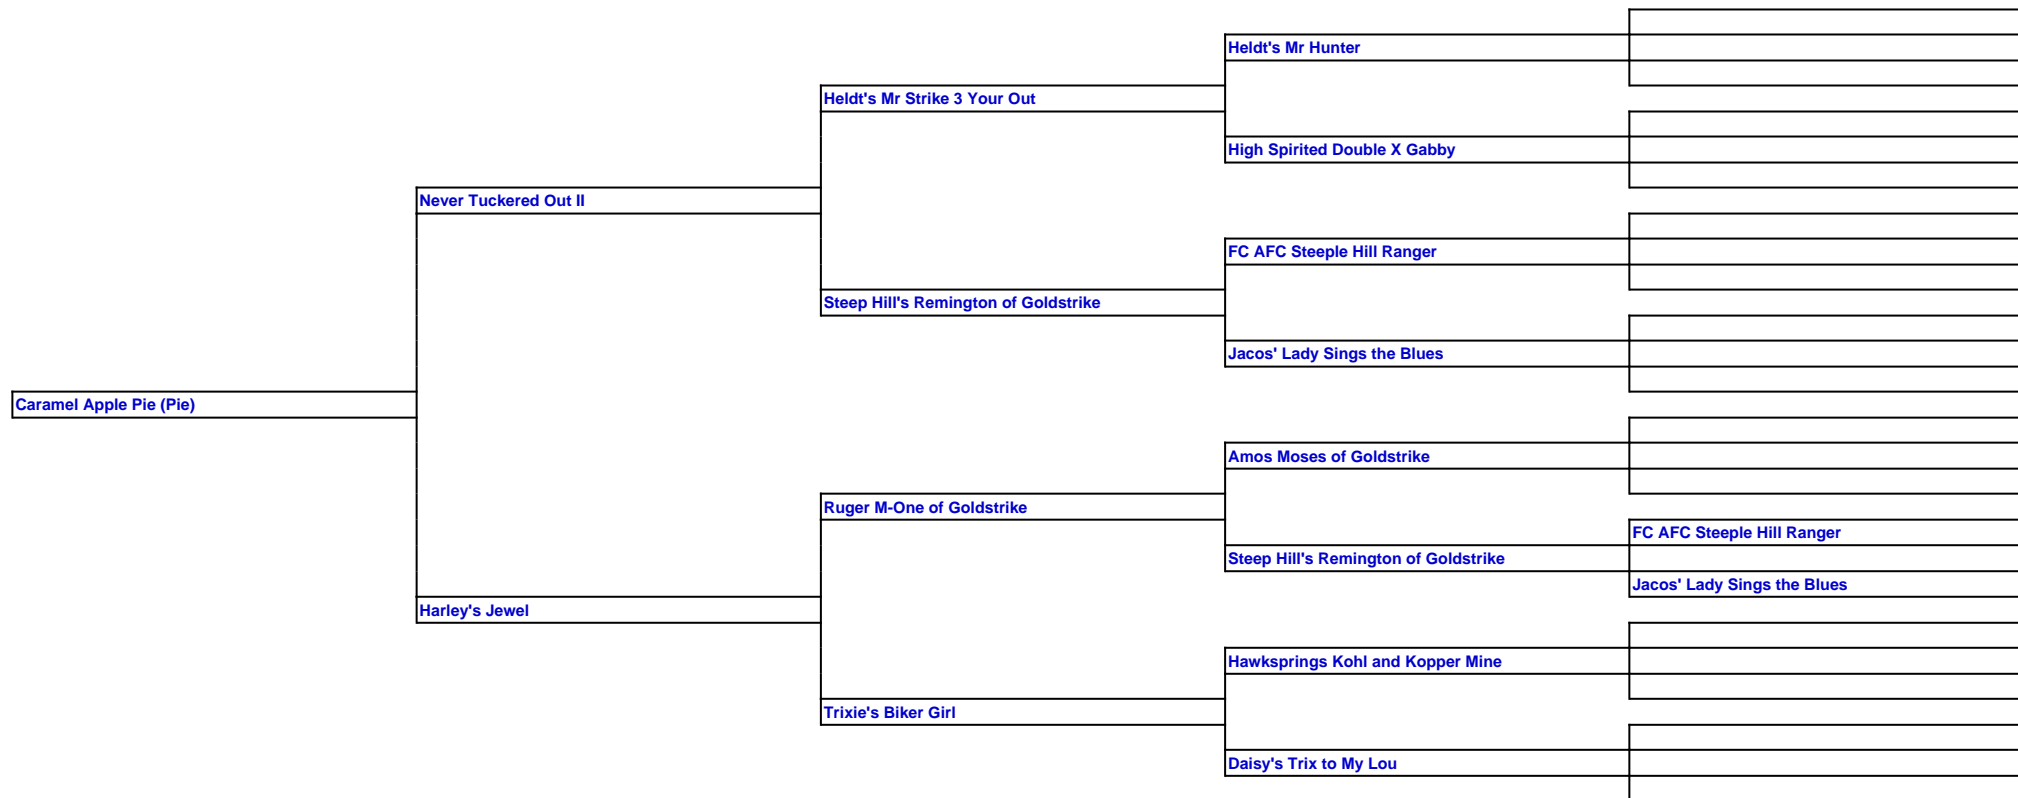 Heldt's Mr Hunter
Heldt's Mr Strike 3 Your Out
High Spirited Double X Gabby
Never Tuckered Out II
FC AFC Steeple Hill Ranger
Steep Hill's Remington of Goldstrike
Jacos' Lady Sings the Blues
Caramel Apple Pie (Pie)
Amos Moses of Goldstrike
Ruger M-One of Goldstrike
FC AFC Steeple Hill Ranger
Steep Hill's Remington of Goldstrike
Jacos' Lady Sings the Blues
Harley's Jewel
Hawksprings Kohl and Kopper Mine
Trixie's Biker Girl
Daisy's Trix to My Lou